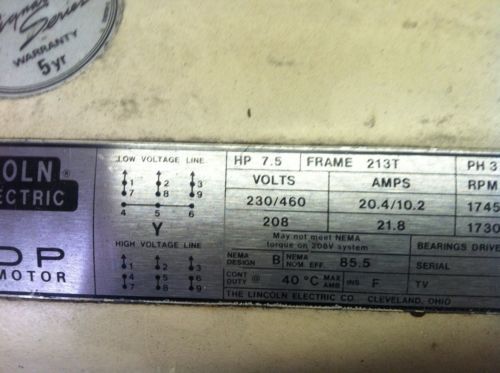 Series
WARRANTY
5 yr
LOW VOLTAGE LINE
1 2 3
7 8 9
4 5 6
Y
HIGH VOLTAGE LINE
1 2 3
4 5 6
7 8 9
ELECTRIC
MOTOR
HP 7.5 FRAME 213T PH 3
VOLTS AMPS RPM
230/460 20.4/10.2 1745
208 21.8 1730
May not meet NEMA
torque on 208V system
BEARINGS DRIVE
NEMA DESIGN B NEMA NOM. EFF. 85.5 SERIAL
CONT DUTY @ 40 °C MAX AMB INS. F TV
THE LINCOLN ELECTRIC CO. CLEVELAND, OHIO